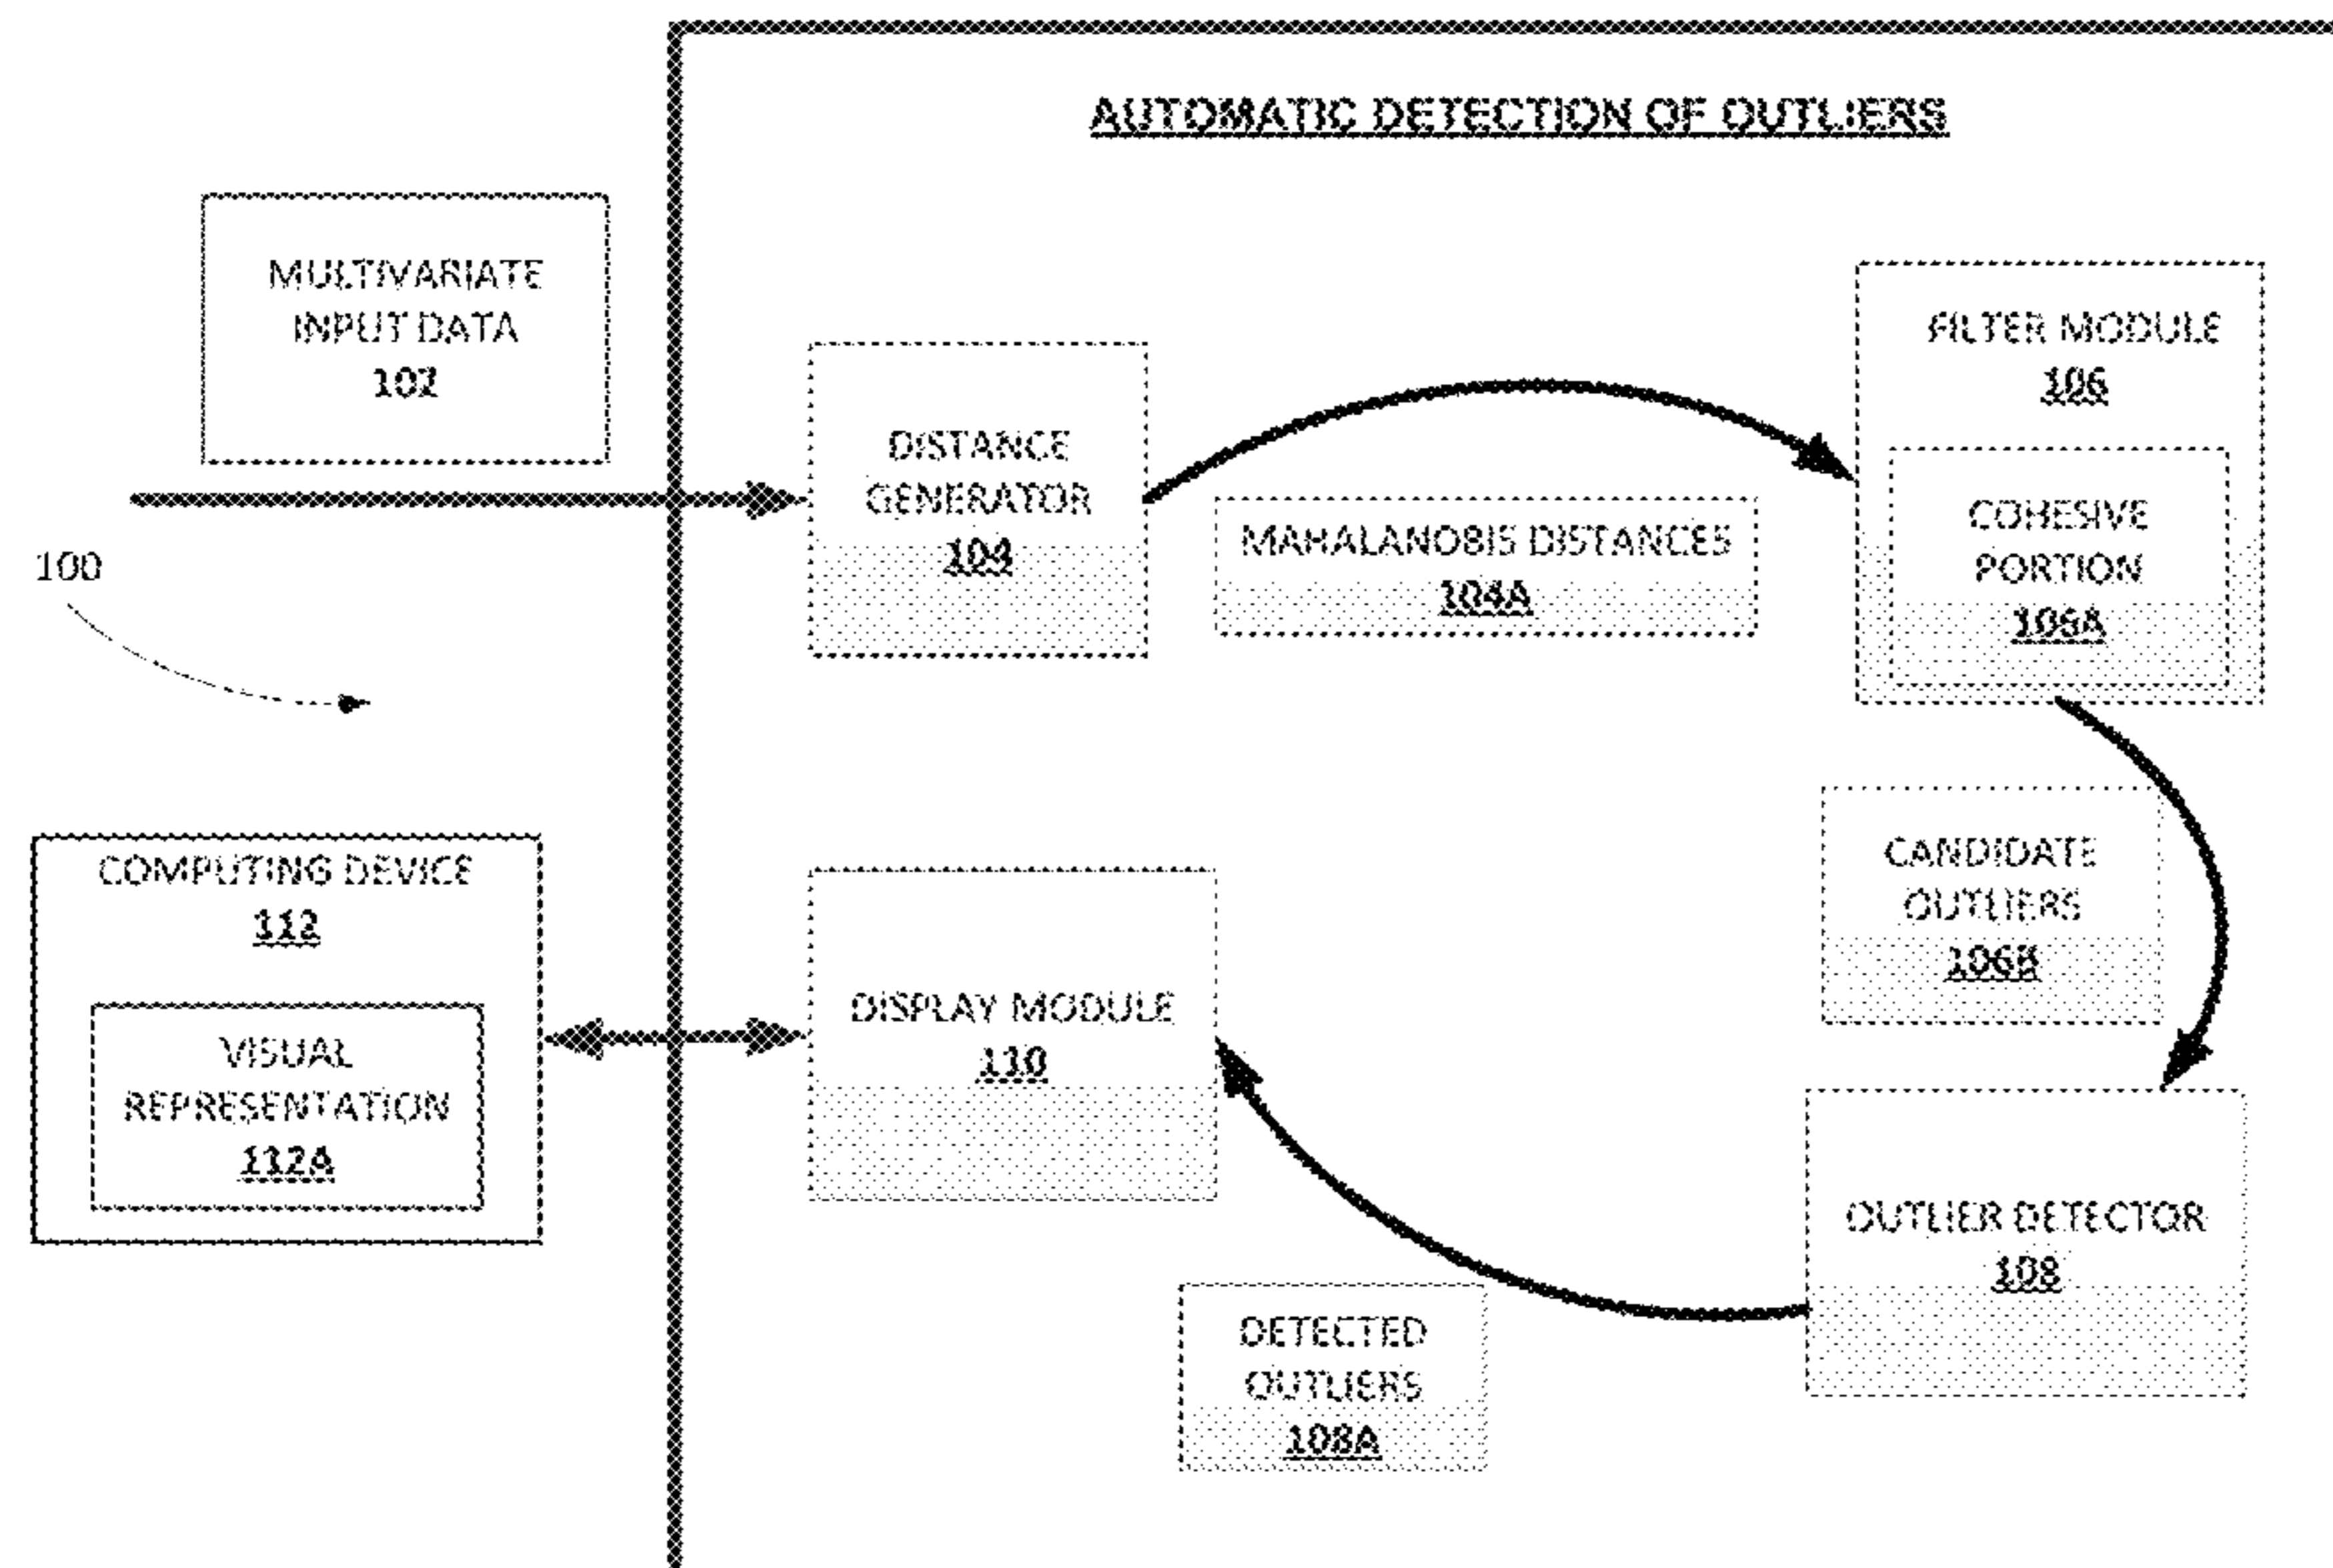 AUTOMATIC DETECTION OF OUTLIERS
MULTIVARIATE
INPUT DATA
102
DISTANCE
GENERATOR
104
MAHALANOBIS DISTANCES
104A
FILTER MODULE
106
COHESIVE
PORTION
106A
100
CANDIDATE
OUTLIERS
106B
COMPUTING DEVICE
112
VISUAL
REPRESENTATION
112A
DISPLAY MODULE
110
OUTLIER DETECTOR
108
DETECTED
OUTLIERS
108A